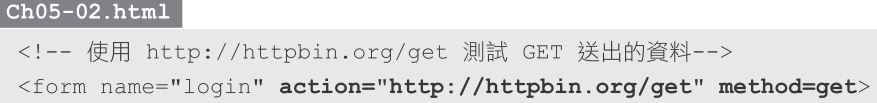 Ch05-02.html
<!-- 使用 http://httpbin.org/get 測試 GET 送出的資料-->
<form name="login" action="http://httpbin.org/get" method=get>